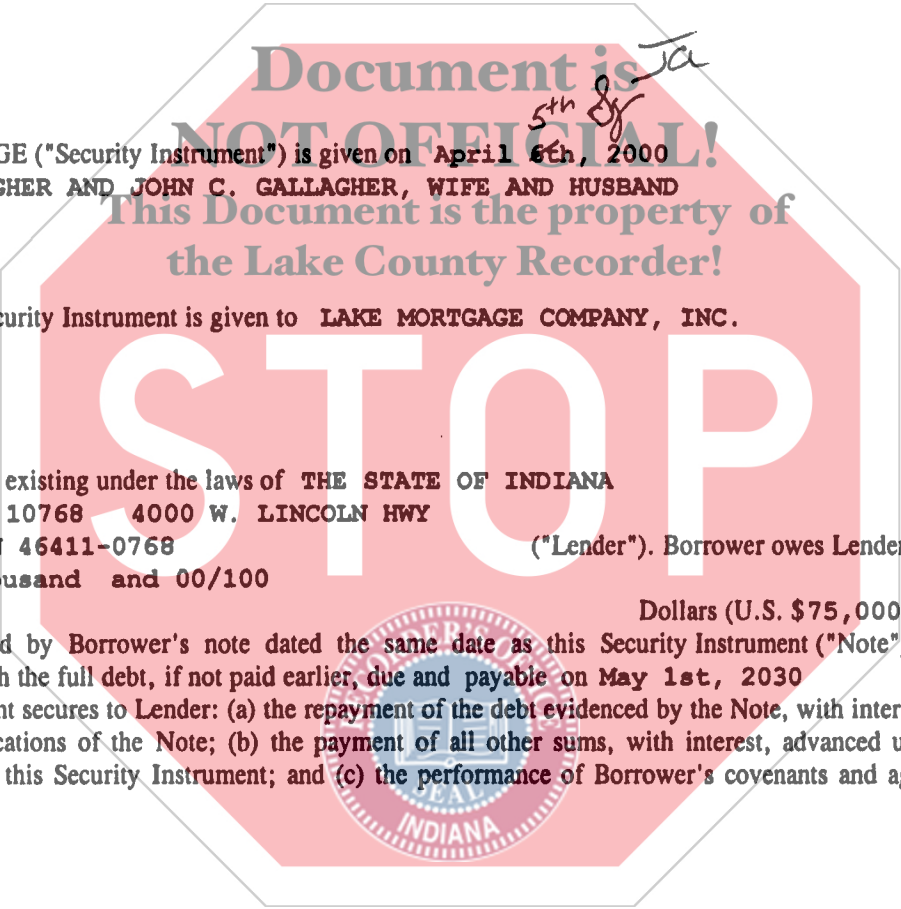 Document is
Ja
5th
NOT OFFICIAL!
GE ("Security Instrument") is given on April 6th, 2000
GHER AND JOHN C. GALLAGHER, WIFE AND HUSBAND
This Document is the property of
the Lake County Recorder!
curity Instrument is given to LAKE MORTGAGE COMPANY, INC.
STOP
existing under the laws of THE STATE OF INDIANA
10768 4000 W. LINCOLN HWY
46411-0768 ("Lender"). Borrower owes Lender
usand and 00/100
Dollars (U.S. $75,000
d by Borrower's note dated the same date as this Security Instrument ("Note"
h the full debt, if not paid earlier, due and payable on May 1st, 2030
nt secures to Lender: (a) the repayment of the debt evidenced by the Note, with inter
cations of the Note; (b) the payment of all other sums, with interest, advanced u
this Security Instrument; and (c) the performance of Borrower's covenants and a
RECORDER'S OFFICE
SEAL
INDIANA